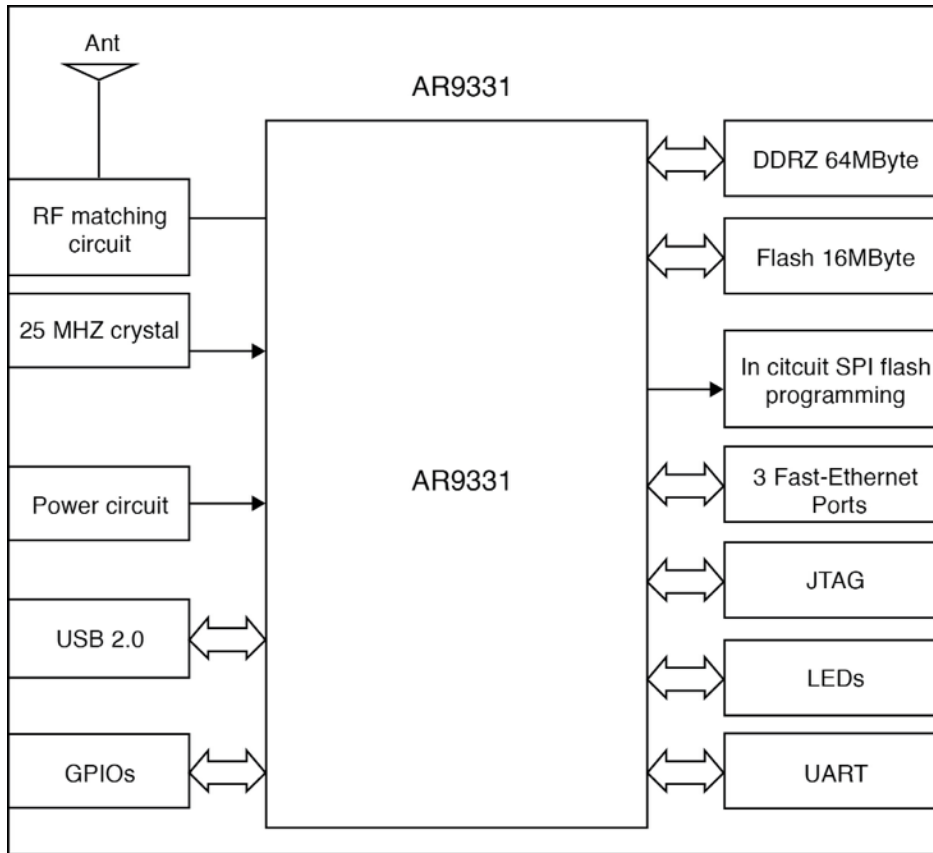 Ant
AR9331
RF matching
circuit
25 MHZ crystal
Power circuit
USB 2.0
GPIOs
AR9331
DDRZ 64MByte
Flash 16MByte
In citcuit SPI flash
programming
3 Fast-Ethernet
Ports
JTAG
LEDs
UART